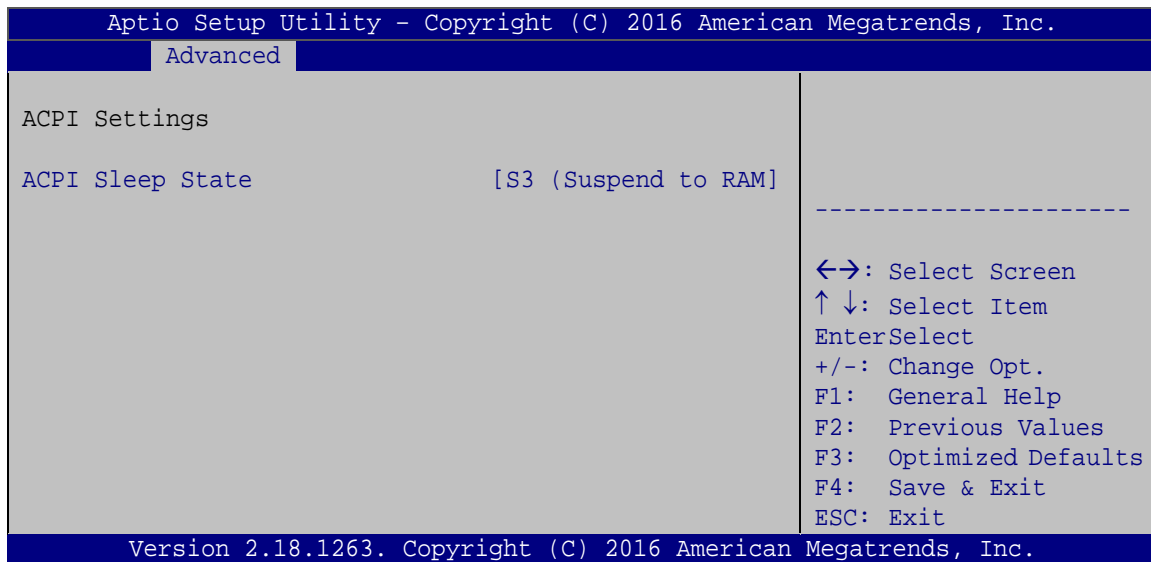 Aptio Setup Utility – Copyright (C) 2016 American Megatrends, Inc.
Advanced
ACPI Settings
ACPI Sleep State [S3 (Suspend to RAM]
----------------------
←→: Select Screen
↑ ↓: Select Item
EnterSelect
+/-: Change Opt.
F1: General Help
F2: Previous Values
F3: Optimized Defaults
F4: Save & Exit
ESC: Exit
Version 2.18.1263. Copyright (C) 2016 American Megatrends, Inc.